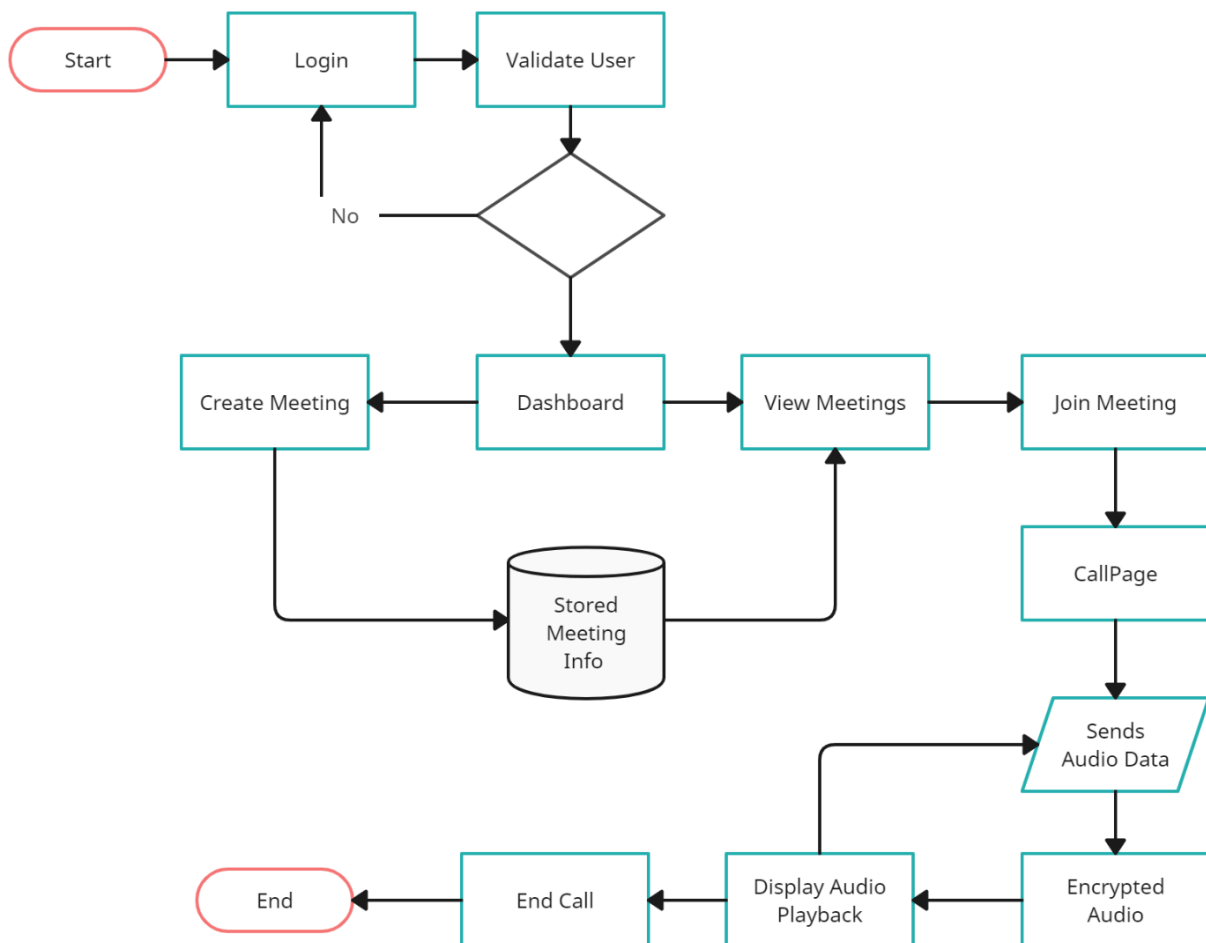 Start
Login
Validate User
No
Create Meeting
Dashboard
View Meetings
Join Meeting
CallPage
Stored
Meeting
Info
Sends
Audio Data
End
End Call
Display Audio
Playback
Encrypted
Audio